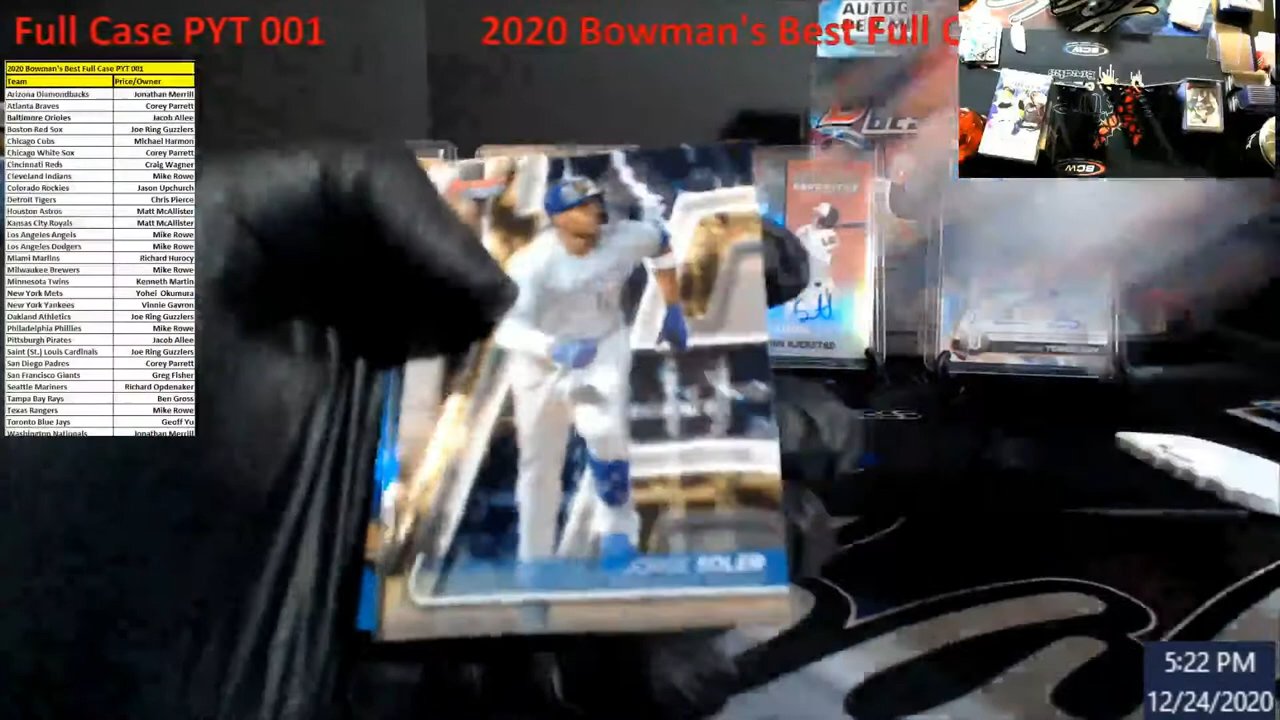 Full Case PYT 001
2020 Bowman's Best Full C
2020 Bowman's Best Full Case PYT 001
Team Price/Owner
Arizona Diamondbacks Jonathan Merrill
Atlanta Braves Corey Parrett
Baltimore Orioles Jacob Allee
Boston Red Sox Joe Ring Guzzlers
Chicago Cubs Michael Harmon
Chicago White Sox Corey Parrett
Cincinnati Reds Craig Wagner
Cleveland Indians Mike Rowe
Colorado Rockies Jason Upchurch
Detroit Tigers Chris Pierce
Houston Astros Matt McAllister
Kansas City Royals Matt McAllister
Los Angeles Angels Mike Rowe
Los Angeles Dodgers Mike Rowe
Miami Marlins Richard Hurocy
Milwaukee Brewers Mike Rowe
Minnesota Twins Kenneth Martin
New York Mets Yohei Okumura
New York Yankees Vinnie Gavron
Oakland Athletics Joe Ring Guzzlers
Philadelphia Phillies Mike Rowe
Pittsburgh Pirates Jacob Allee
Saint (St.) Louis Cardinals Joe Ring Guzzlers
San Diego Padres Corey Parrett
San Francisco Giants Greg Fisher
Seattle Mariners Richard Opdenaker
Tampa Bay Rays Ben Gross
Texas Rangers Mike Rowe
Toronto Blue Jays Geoff Yu
Washington Nationals Jonathan Merrill
JORGE SOLER
BCW
BCW
5:22 PM
12/24/2020